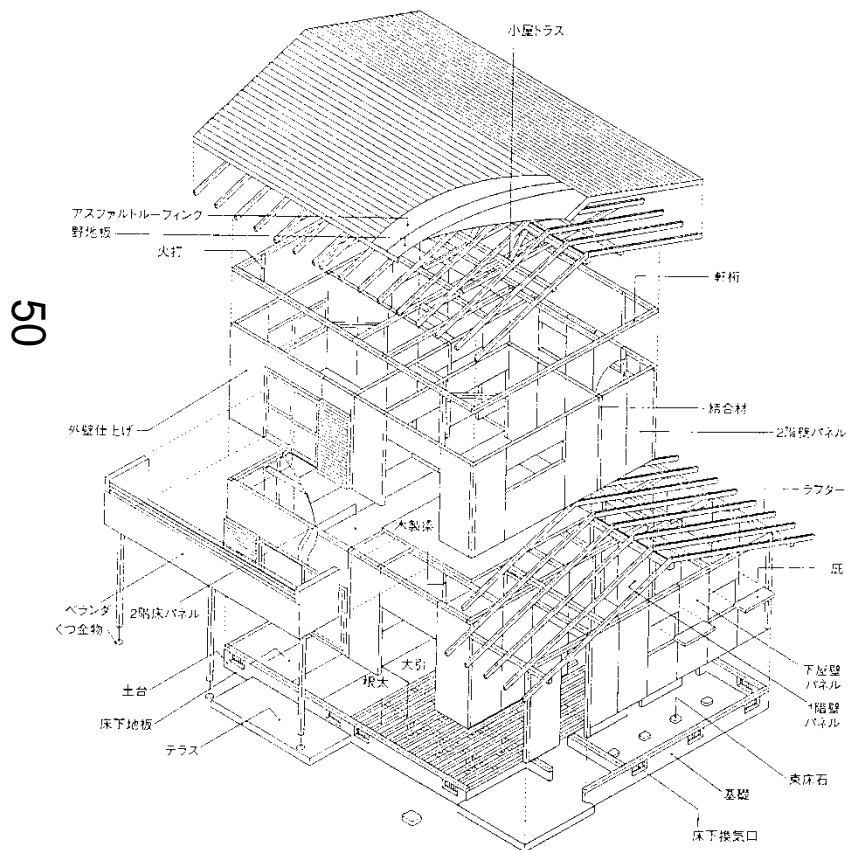 小屋トラス
アスファルトルーフィング
野地板
火打
軒桁
50
外壁仕上げ
結合材
2階壁パネル
ラフター
木製梁
庇
ベランダ
2階床パネル
くつ金物
土台
大引
根太
下屋壁
パネル
1階壁
パネル
床下地板
テラス
束床石
基礎
床下換気口